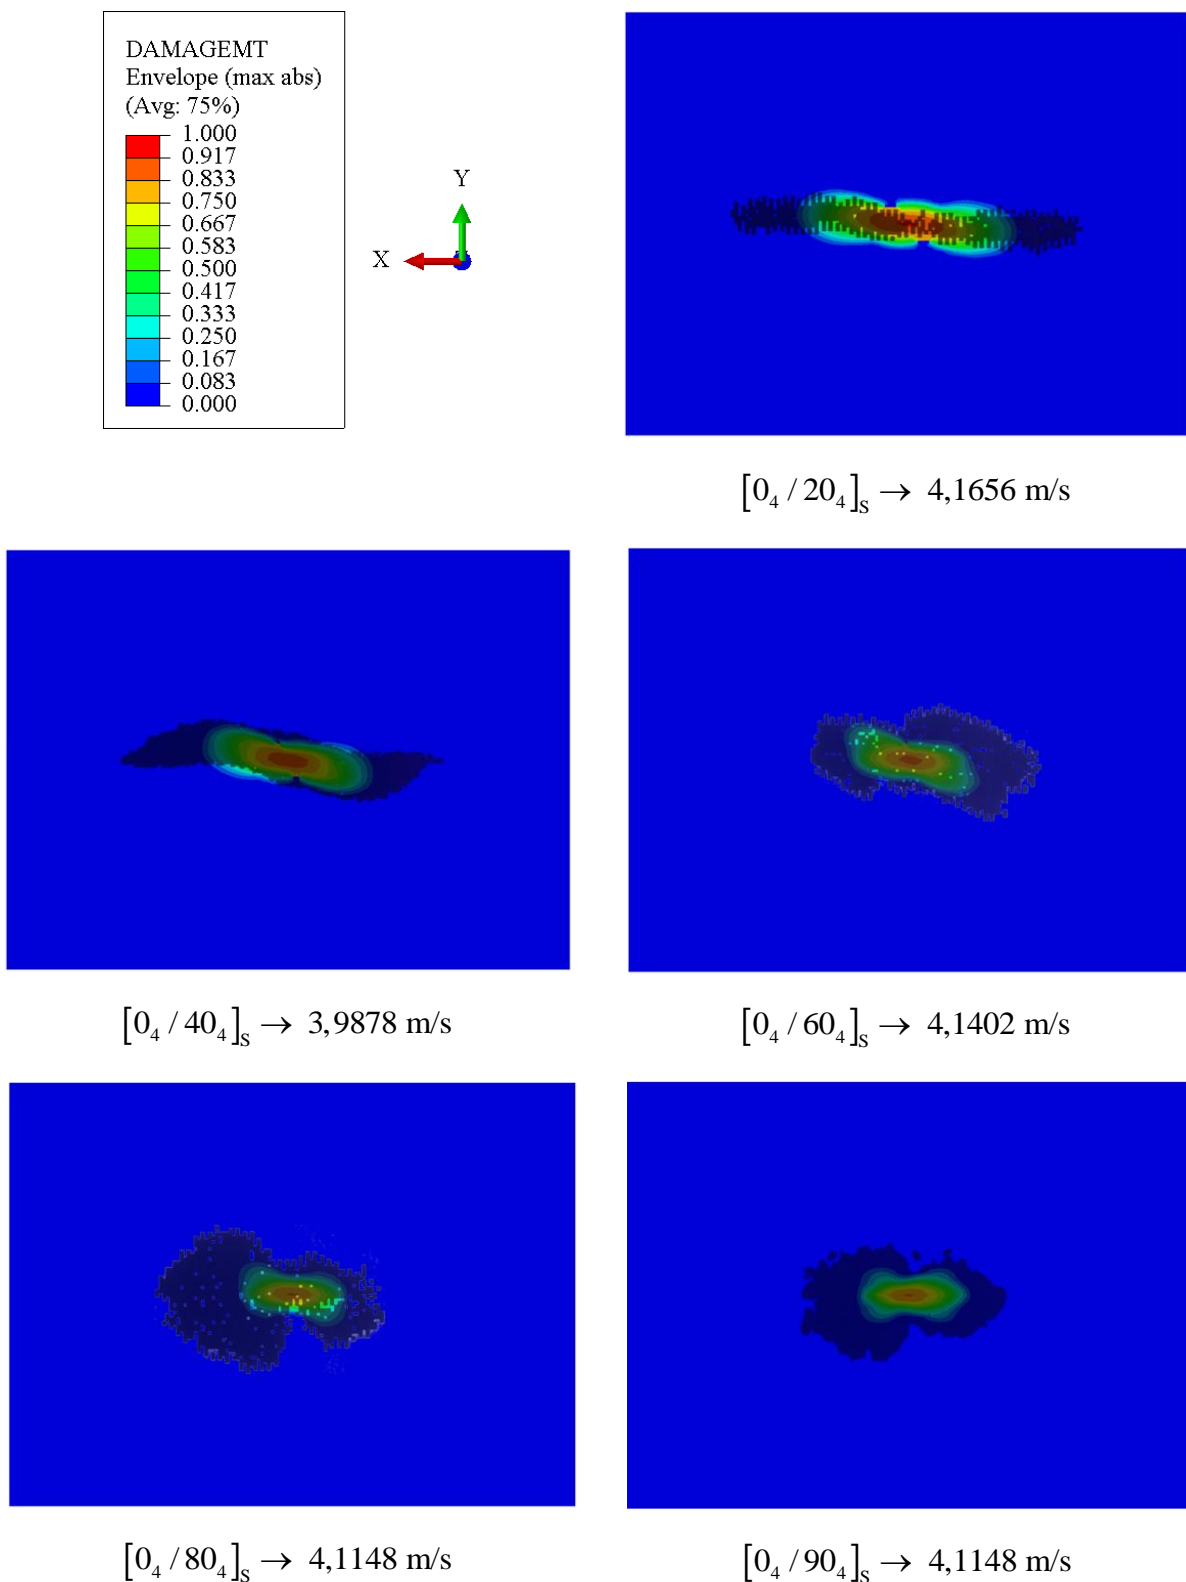 DAMAGEMT
Envelope (max abs)
(Avg: 75%)
1.000
0.917
0.833
0.750
0.667
0.583
0.500
0.417
0.333
0.250
0.167
0.083
0.000
Y
X
[0₄ / 20₄]ₛ → 4,1656 m/s
[0₄ / 40₄]ₛ → 3,9878 m/s
[0₄ / 60₄]ₛ → 4,1402 m/s
[0₄ / 80₄]ₛ → 4,1148 m/s
[0₄ / 90₄]ₛ → 4,1148 m/s